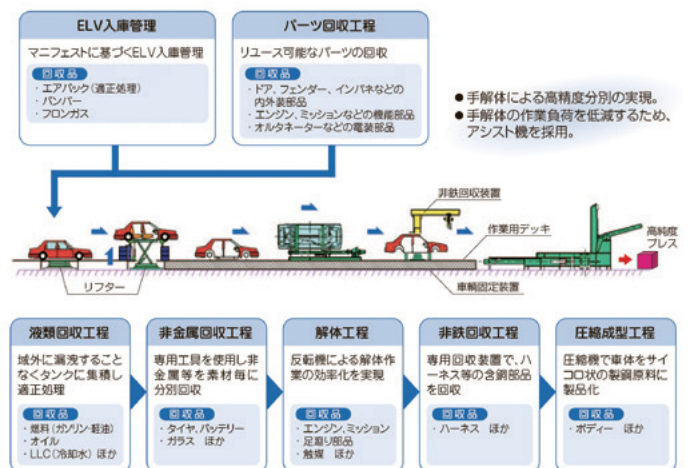 ELV入庫管理
マニフェストに基づくELV入庫管理
回収品
・エアバック(適正処理)
・バンパー
・フロンガス
パーツ回収工程
リユース可能なパーツの回収
回収品
・ドア、フェンダー、インパネなどの
内外装部品
・エンジン、ミッションなどの機能部品
・オルタネーターなどの電装部品
●手解体による高精度分別の実現。
●手解体の作業負荷を低減するため、
アシスト機を採用。
非鉄回収装置
作業用デッキ
高純度
プレス
リフター
車輌固定装置
液類回収工程
域外に漏洩すること
なくタンクに集積し
適正処理
回収品
・燃料(ガソリン・軽油)
・オイル
・LLC(冷却水)ほか
非金属回収工程
専用工具を使用し非
金属等を素材毎に
分別回収
回収品
・タイヤ、バッテリー
・ガラス ほか
解体工程
反転機による解体作
業の効率化を実現
回収品
・エンジン、ミッション
・足廻り部品
・触媒 ほか
非鉄回収工程
専用回収装置で、ハ
ーネス等の含銅部品
を回収
回収品
・ハーネス ほか
圧縮成型工程
圧縮機で車体をサイ
コロ状の製鋼原料に
製品化
回収品
・ボディー ほか